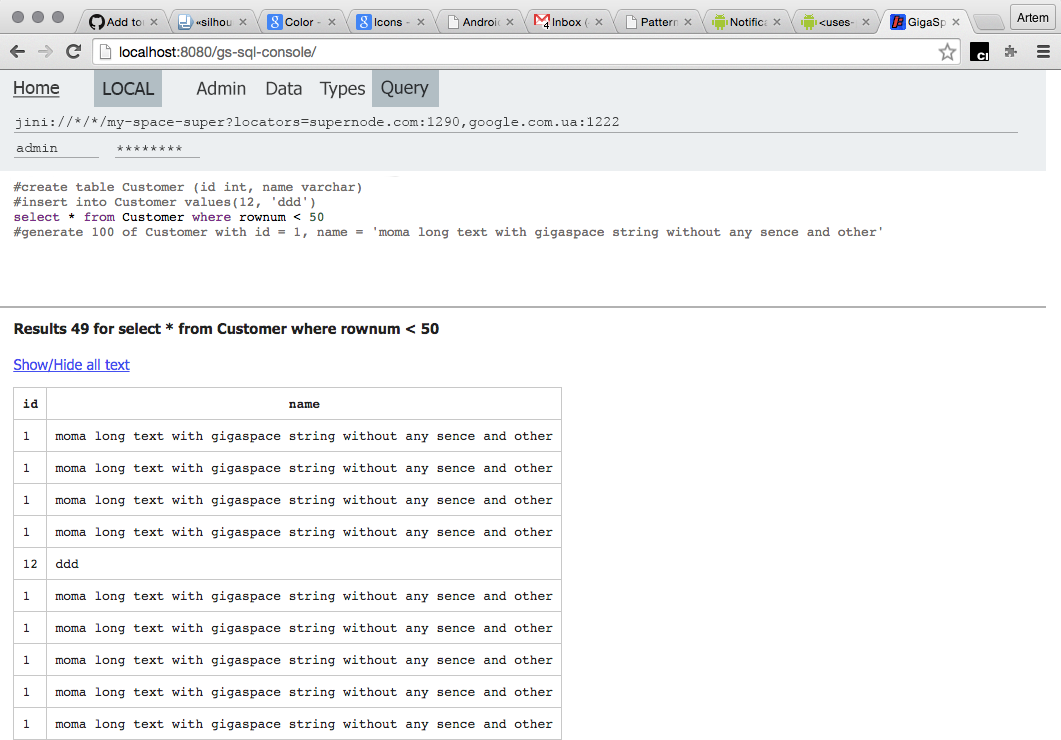 Add to
«silhou
Color -
Icons -
Androi
4
Inbox (
Pattern
Notifica
<uses-
GigaSp
Artem
localhost:8080/gs-sql-console/
Home LOCAL Admin Data Types Query
jini://*/*/my-space-super?locators=supernode.com:1290,google.com.ua:1222
admin ********
#create table Customer (id int, name varchar)
#insert into Customer values(12, 'ddd')
select * from Customer where rownum < 50
#generate 100 of Customer with id = 1, name = 'moma long text with gigaspace string without any sence and other'
Results 49 for select * from Customer where rownum < 50
Show/Hide all text
id name
1 moma long text with gigaspace string without any sence and other
1 moma long text with gigaspace string without any sence and other
1 moma long text with gigaspace string without any sence and other
1 moma long text with gigaspace string without any sence and other
12 ddd
1 moma long text with gigaspace string without any sence and other
1 moma long text with gigaspace string without any sence and other
1 moma long text with gigaspace string without any sence and other
1 moma long text with gigaspace string without any sence and other
1 moma long text with gigaspace string without any sence and other